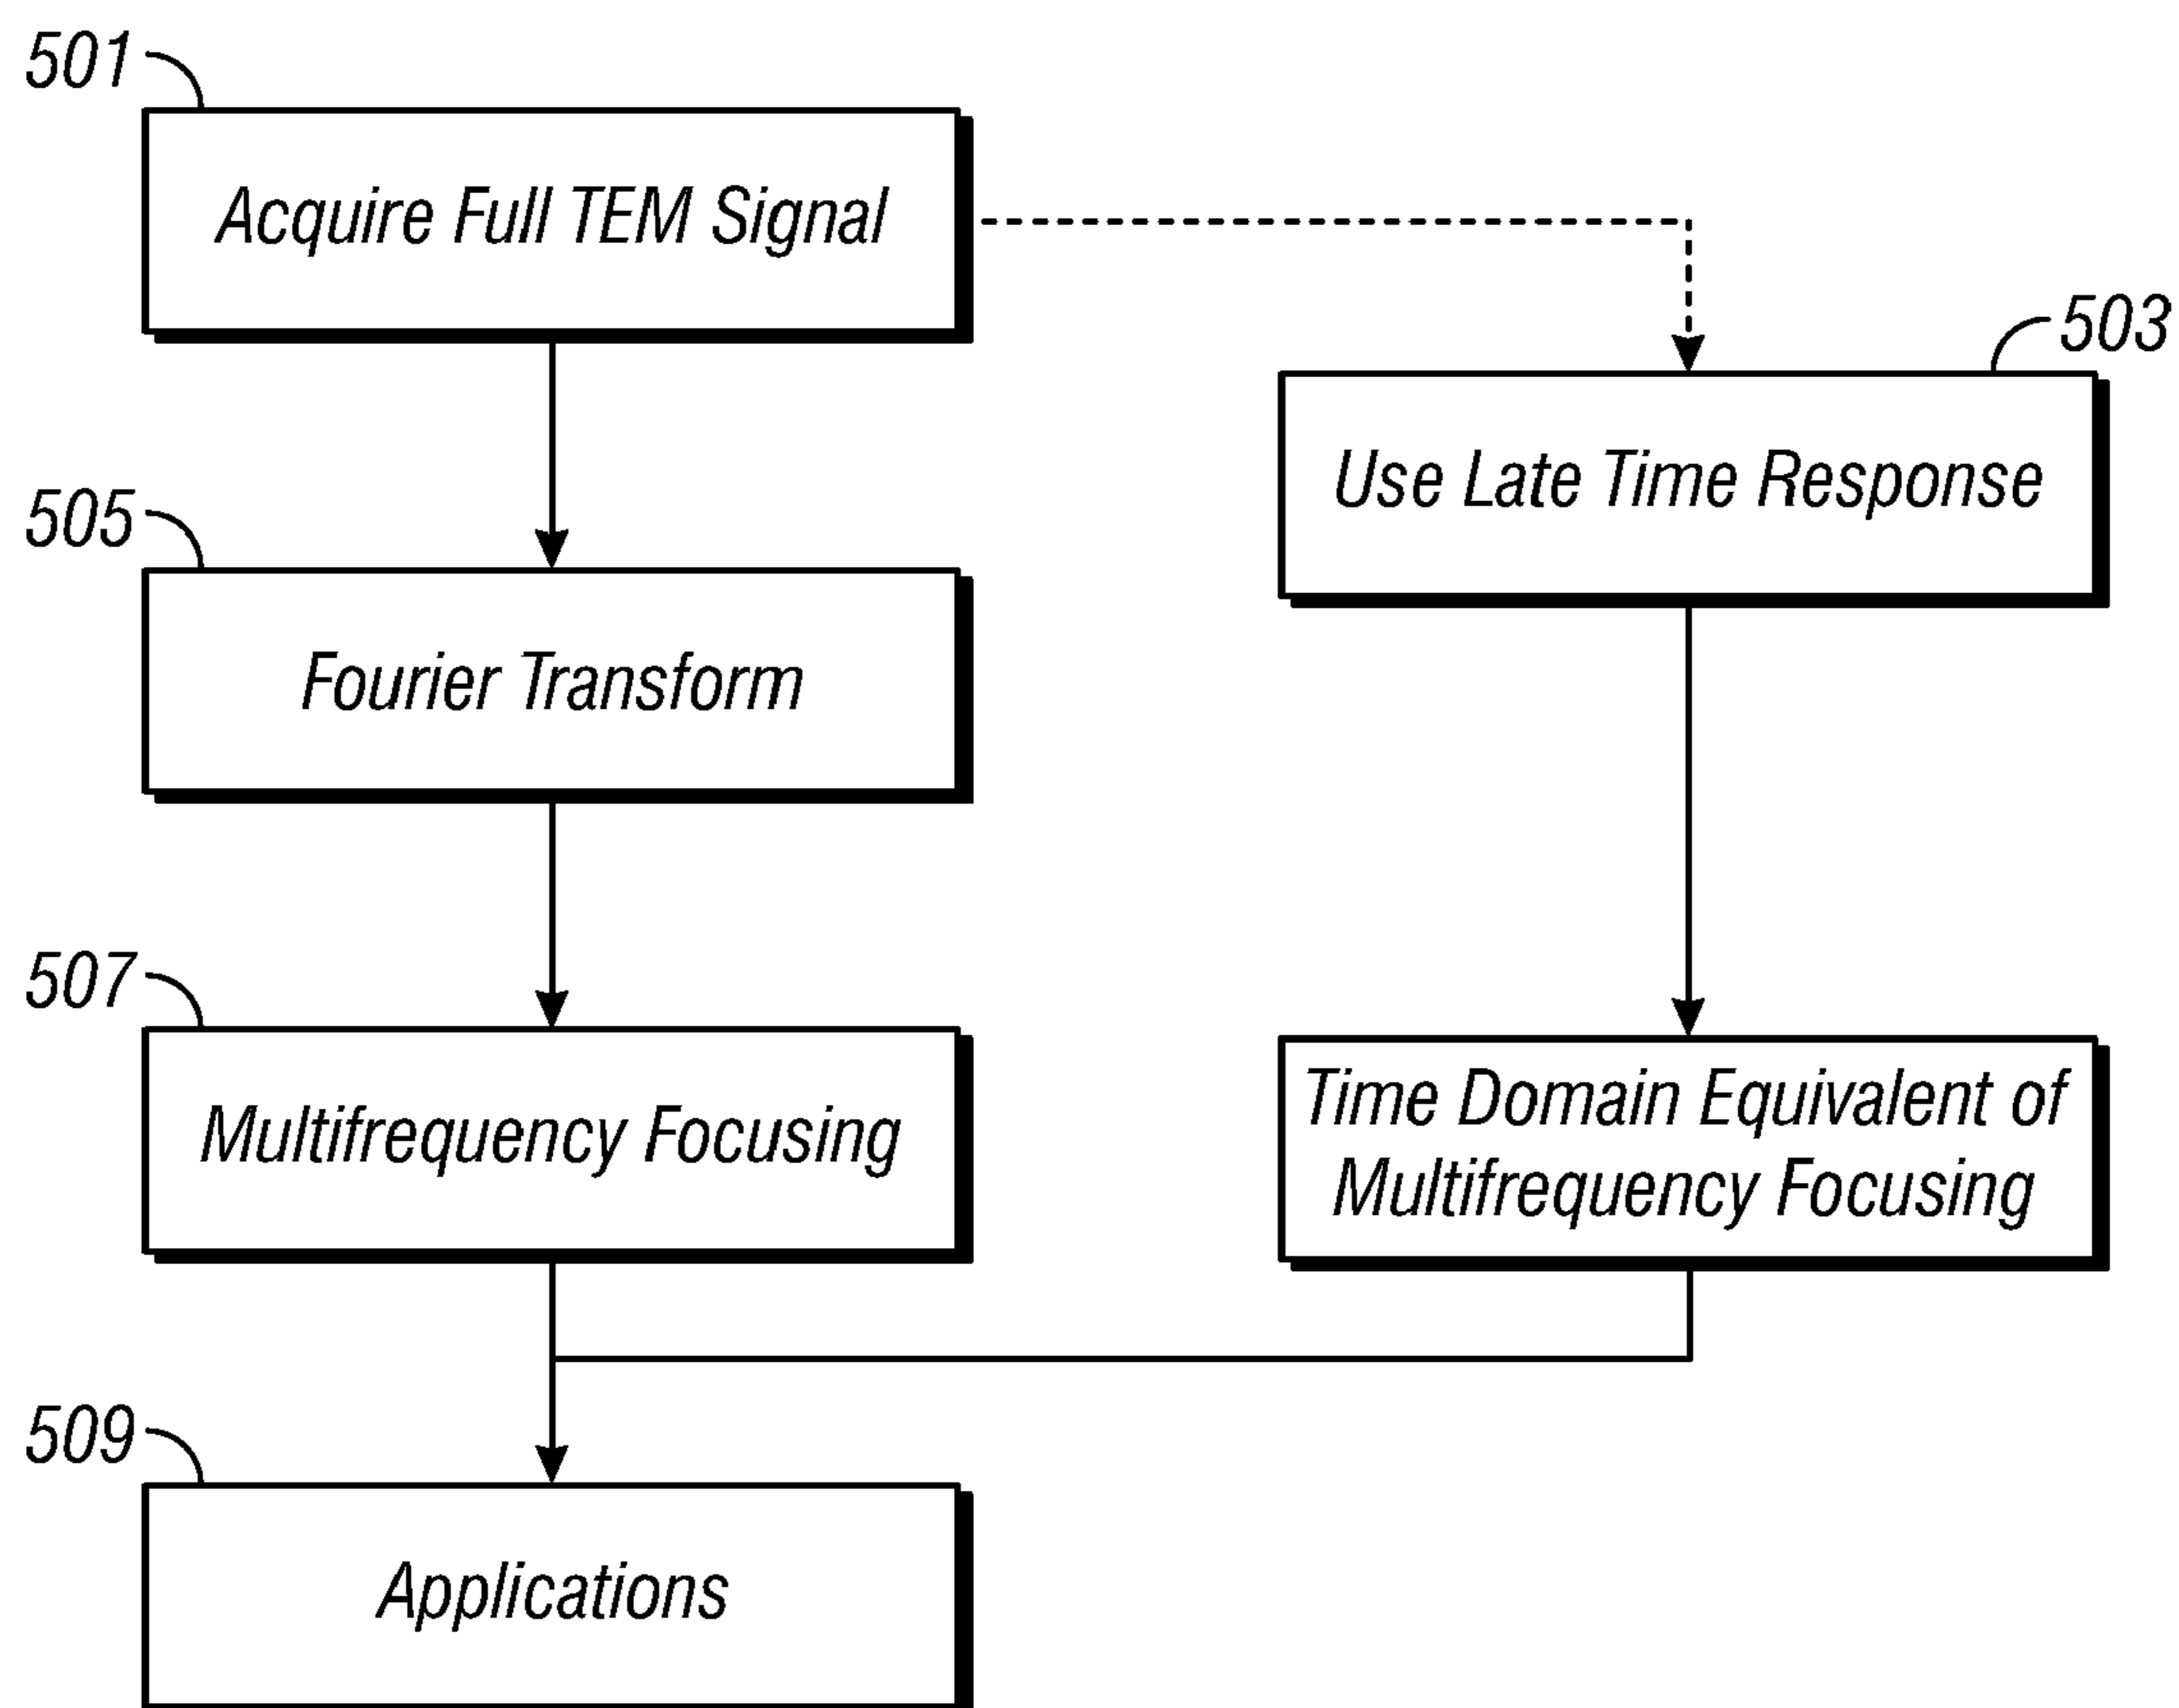 501
Acquire Full TEM Signal
503
Use Late Time Response
505
Fourier Transform
507
Multifrequency Focusing
Time Domain Equivalent of
Multifrequency Focusing
509
Applications